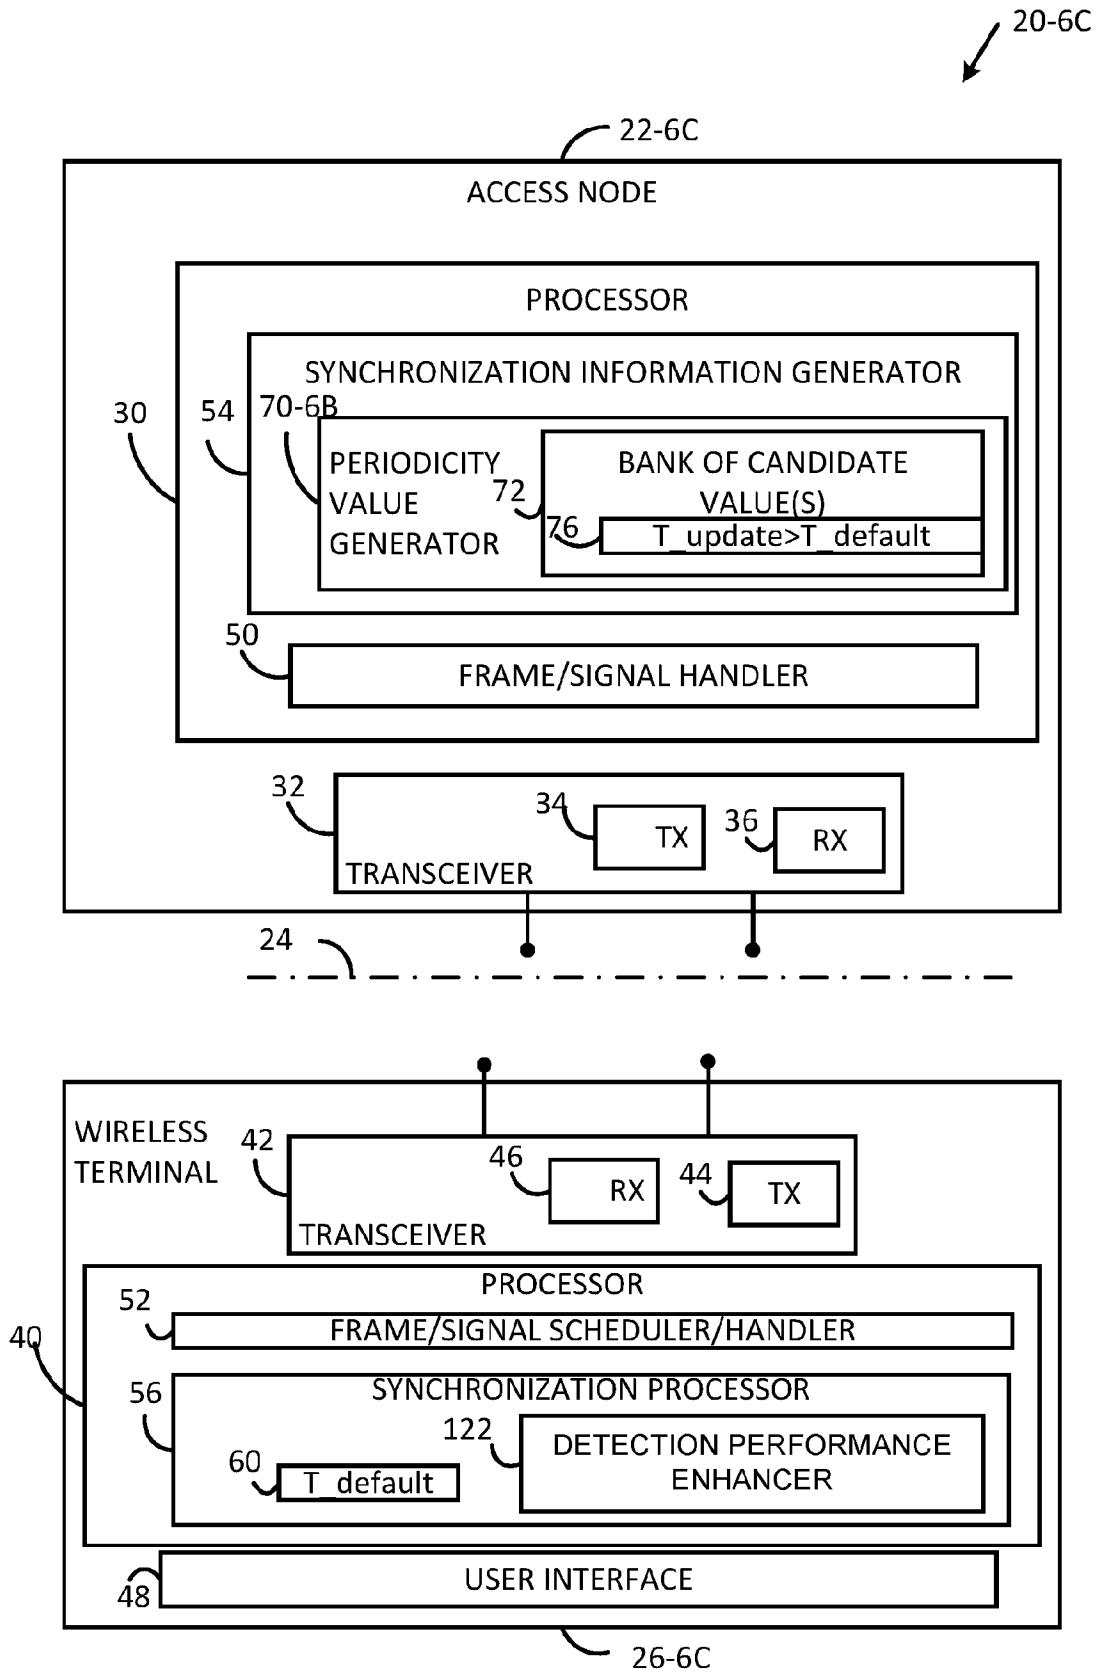 20-6C
22-6C
ACCESS NODE
PROCESSOR
SYNCHRONIZATION INFORMATION GENERATOR
30
54
70-6B
PERIODICITY
VALUE
GENERATOR
72
BANK OF CANDIDATE
VALUE(S)
76
T_update>T_default
50
FRAME/SIGNAL HANDLER
32
34
TX
36
RX
TRANSCEIVER
24
WIRELESS
TERMINAL
42
46
RX
44
TX
TRANSCEIVER
PROCESSOR
52
FRAME/SIGNAL SCHEDULER/HANDLER
40
56
SYNCHRONIZATION PROCESSOR
122
DETECTION PERFORMANCE
ENHANCER
60
T_default
48
USER INTERFACE
26-6C